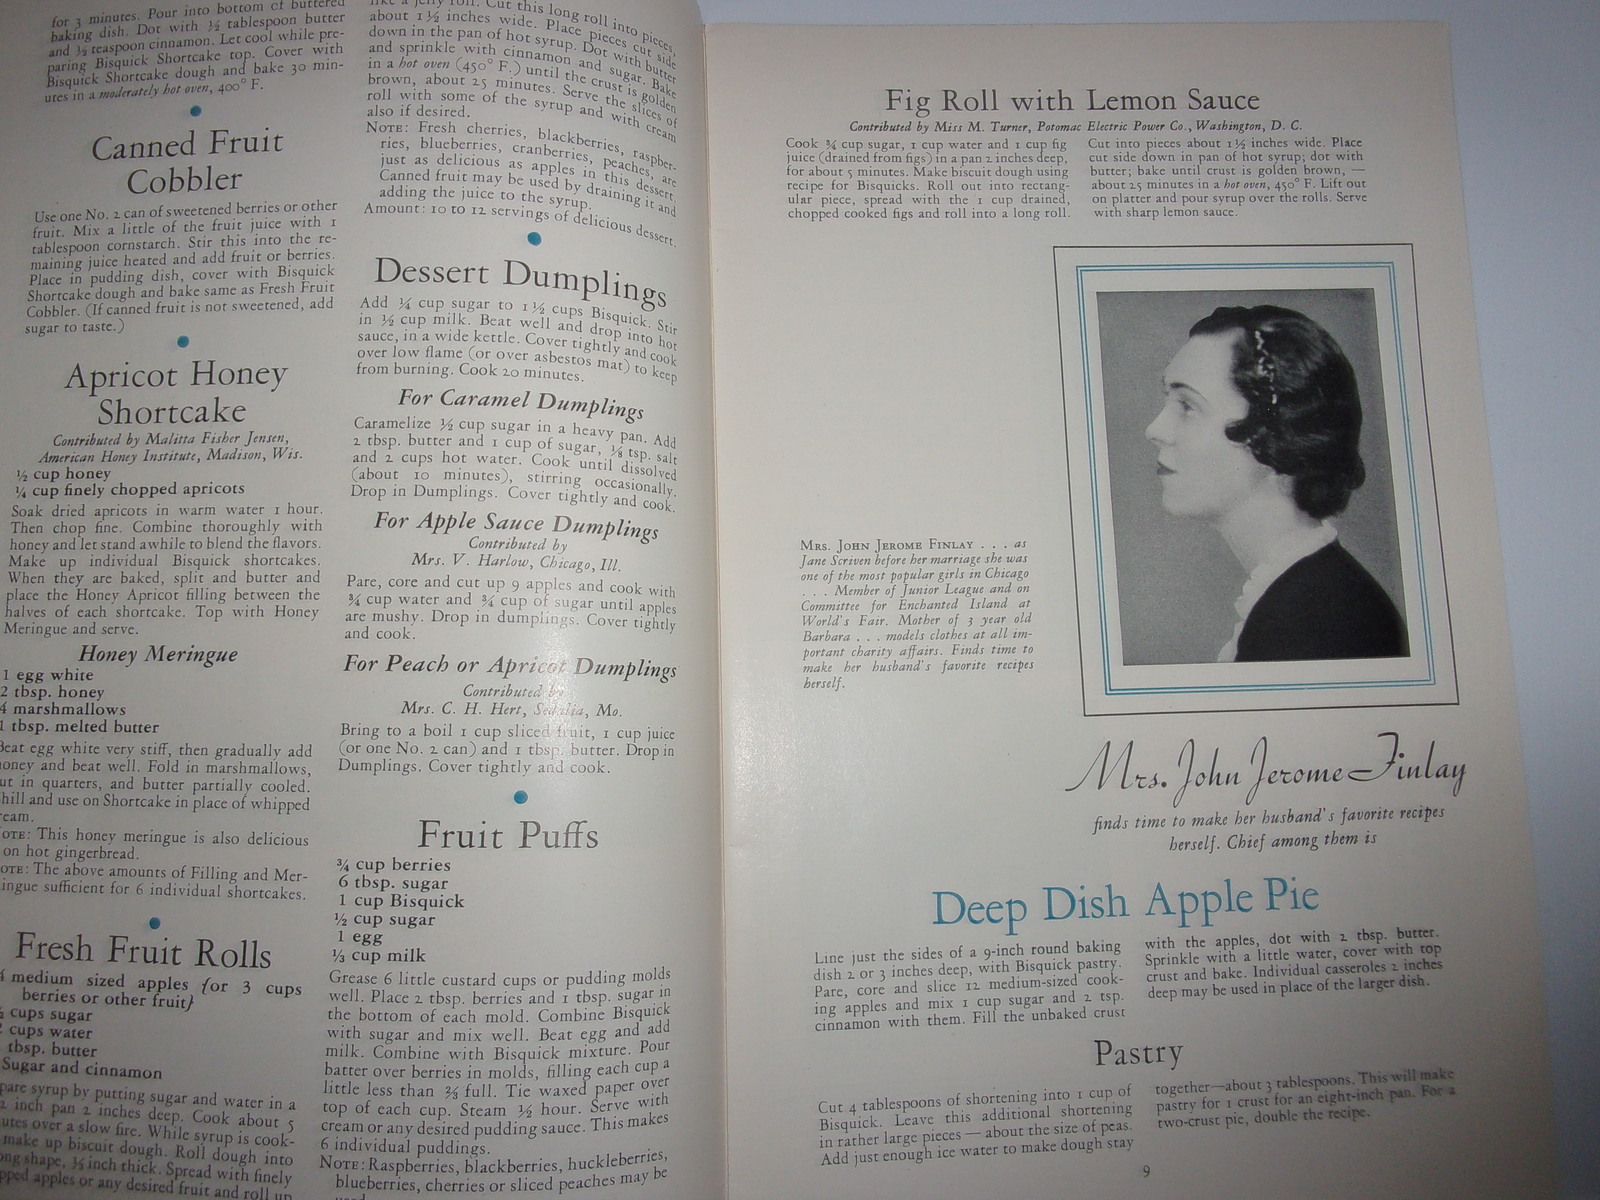 for 3 minutes. Pour into bottom of buttered
baking dish. Dot with ½ tablespoon butter
and ½ teaspoon cinnamon. Let cool while pre-
paring Bisquick Shortcake top. Cover with
Bisquick Shortcake dough and bake 30 min-
utes in a moderately hot oven, 400° F.
Canned Fruit
Cobbler
Use one No. 2 can of sweetened berries or other
fruit. Mix a little of the fruit juice with 1
tablespoon cornstarch. Stir this into the re-
maining juice heated and add fruit or berries.
Place in pudding dish, cover with Bisquick
Shortcake dough and bake same as Fresh Fruit
Cobbler. (If canned fruit is not sweetened, add
sugar to taste.)
Apricot Honey
Shortcake
Contributed by Malitta Fisher Jensen,
American Honey Institute, Madison, Wis.
½ cup honey
¼ cup finely chopped apricots
Soak dried apricots in warm water 1 hour.
Then chop fine. Combine thoroughly with
honey and let stand awhile to blend the flavors.
Make up individual Bisquick shortcakes.
When they are baked, split and butter and
place the Honey Apricot filling between the
halves of each shortcake. Top with Honey
Meringue and serve.
Honey Meringue
1 egg white
2 tbsp. honey
4 marshmallows
1 tbsp. melted butter
Beat egg white very stiff, then gradually add
honey and beat well. Fold in marshmallows,
cut in quarters, and butter partially cooled.
Chill and use on Shortcake in place of whipped
cream.
NOTE: This honey meringue is also delicious
on hot gingerbread.
NOTE: The above amounts of Filling and Mer-
ingue sufficient for 6 individual shortcakes.
Fresh Fruit Rolls
4 medium sized apples {or 3 cups
berries or other fruit}
cups sugar
2 cups water
tbsp. butter
Sugar and cinnamon
pare syrup by putting sugar and water in a
2 inch pan 2 inches deep. Cook about 5
utes over a slow fire. While syrup is cook-
make up biscuit dough. Roll dough into
ong shape, ⅓ inch thick. Spread with finely
pped apples or any desired fruit and roll up
like a jelly roll. Cut this long roll into pieces,
about 1½ inches wide. Place pieces cut side
down in the pan of hot syrup. Dot with butter
and sprinkle with cinnamon and sugar. Bake
in a hot oven (450° F.) until the crust is golden
brown, about 25 minutes. Serve the slices of
roll with some of the syrup and with cream
also if desired.
NOTE: Fresh cherries, blackberries, raspber-
ries, blueberries, cranberries, peaches, are
just as delicious as apples in this dessert.
Canned fruit may be used by draining it and
adding the juice to the syrup.
Amount: 10 to 12 servings of delicious dessert.
Dessert Dumplings
Add ¼ cup sugar to 1½ cups Bisquick. Stir
in ½ cup milk. Beat well and drop into hot
sauce, in a wide kettle. Cover tightly and cook
over low flame (or over asbestos mat) to keep
from burning. Cook 20 minutes.
For Caramel Dumplings
Caramelize ½ cup sugar in a heavy pan. Add
2 tbsp. butter and 1 cup of sugar, ⅛ tsp. salt
and 2 cups hot water. Cook until dissolved
(about 10 minutes), stirring occasionally.
Drop in Dumplings. Cover tightly and cook.
For Apple Sauce Dumplings
Contributed by
Mrs. V. Harlow, Chicago, Ill.
Pare, core and cut up 9 apples and cook with
¾ cup water and ¾ cup of sugar until apples
are mushy. Drop in dumplings. Cover tightly
and cook.
For Peach or Apricot Dumplings
Contributed by
Mrs. C. H. Hert, Sedalia, Mo.
Bring to a boil 1 cup sliced fruit, 1 cup juice
(or one No. 2 can) and 1 tbsp. butter. Drop in
Dumplings. Cover tightly and cook.
Fruit Puffs
¾ cup berries
6 tbsp. sugar
1 cup Bisquick
½ cup sugar
1 egg
⅓ cup milk
Grease 6 little custard cups or pudding molds
well. Place 2 tbsp. berries and 1 tbsp. sugar in
the bottom of each mold. Combine Bisquick
with sugar and mix well. Beat egg and add
milk. Combine with Bisquick mixture. Pour
batter over berries in molds, filling each cup a
little less than ⅔ full. Tie waxed paper over
top of each cup. Steam ½ hour. Serve with
cream or any desired pudding sauce. This makes
6 individual puddings.
NOTE: Raspberries, blackberries, huckleberries,
blueberries, cherries or sliced peaches may be
Fig Roll with Lemon Sauce
Contributed by Miss M. Turner, Potomac Electric Power Co., Washington, D. C.
Cook ¾ cup sugar, 1 cup water and 1 cup fig
juice (drained from figs) in a pan 2 inches deep,
for about 5 minutes. Make biscuit dough using
recipe for Bisquicks. Roll out into rectang-
ular piece, spread with the 1 cup drained,
chopped cooked figs and roll into a long roll.
Cut into pieces about 1½ inches wide. Place
cut side down in pan of hot syrup; dot with
butter; bake until crust is golden brown, —
about 25 minutes in a hot oven, 450° F. Lift out
on platter and pour syrup over the rolls. Serve
with sharp lemon sauce.
MRS. JOHN JEROME FINLAY . . . as
Jane Scriven before her marriage she was
one of the most popular girls in Chicago
. . . Member of Junior League and on
Committee for Enchanted Island at
World's Fair. Mother of 3 year old
Barbara . . . models clothes at all im-
portant charity affairs. Finds time to
make her husband's favorite recipes
herself.
Mrs. John Jerome Finlay
finds time to make her husband's favorite recipes
herself. Chief among them is
Deep Dish Apple Pie
Line just the sides of a 9-inch round baking
dish 2 or 3 inches deep, with Bisquick pastry.
Pare, core and slice 12 medium-sized cook-
ing apples and mix 1 cup sugar and 2 tsp.
cinnamon with them. Fill the unbaked crust
with the apples, dot with 2 tbsp. butter.
Sprinkle with a little water, cover with top
crust and bake. Individual casseroles 2 inches
deep may be used in place of the larger dish.
Pastry
Cut 4 tablespoons of shortening into 1 cup of
Bisquick. Leave this additional shortening
in rather large pieces — about the size of peas.
Add just enough ice water to make dough stay
together—about 3 tablespoons. This will make
pastry for 1 crust for an eight-inch pan. For a
two-crust pie, double the recipe.
9